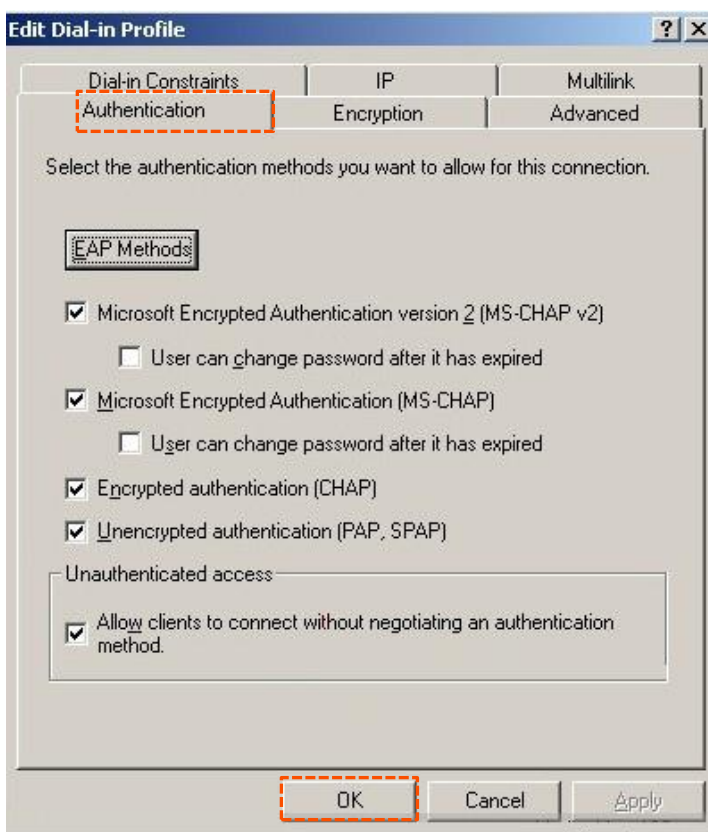 Edit Dial-in Profile
Dial-in Constraints IP Multilink
Authentication Encryption Advanced
Select the authentication methods you want to allow for this connection.
EAP Methods
Microsoft Encrypted Authentication version 2 (MS-CHAP v2)
User can change password after it has expired
Microsoft Encrypted Authentication (MS-CHAP)
User can change password after it has expired
Encrypted authentication (CHAP)
Unencrypted authentication (PAP, SPAP)
Unauthenticated access
Allow clients to connect without negotiating an authentication
method.
OK Cancel Apply